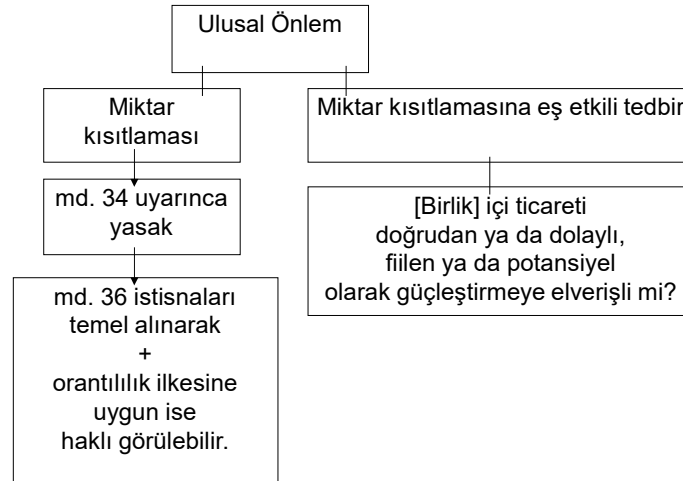 Ulusal Önlem
Miktar
kısıtlaması
Miktar kısıtlamasına eş etkili tedbir
md. 34 uyarınca
yasak
[Birlik] içi ticareti
doğrudan ya da dolaylı,
fiilen ya da potansiyel
olarak güçleştirmeye elverişli mi?
md. 36 istisnaları
temel alınarak
+
orantılılık ilkesine
uygun ise
haklı görülebilir.